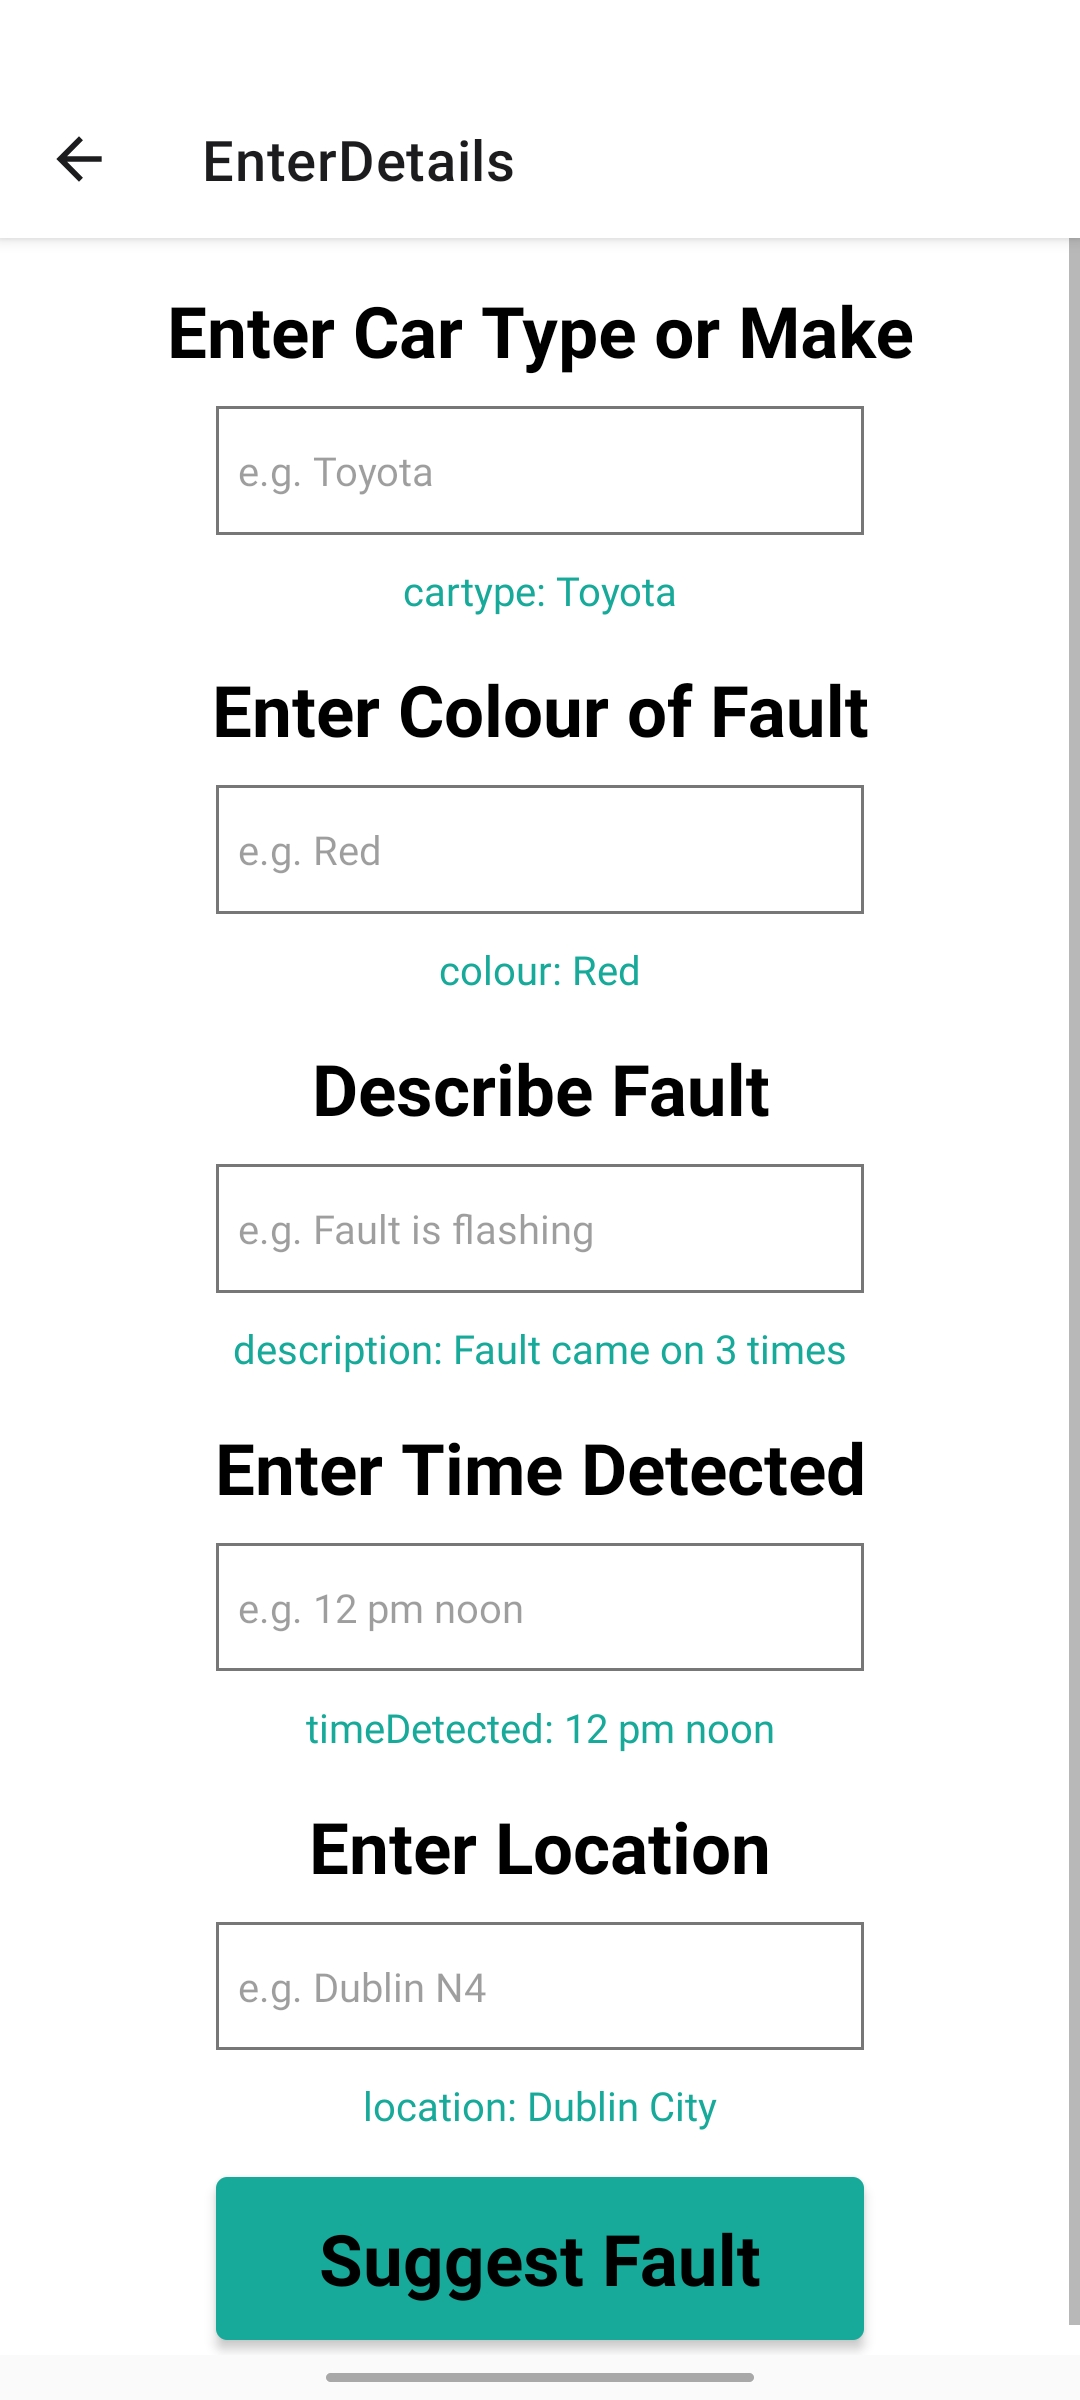 EnterDetails
Enter Car Type or Make
e.g. Toyota
cartype: Toyota
Enter Colour of Fault
e.g. Red
colour: Red
Describe Fault
e.g. Fault is flashing
description: Fault came on 3 times
Enter Time Detected
e.g. 12 pm noon
timeDetected: 12 pm noon
Enter Location
e.g. Dublin N4
location: Dublin City
Suggest Fault